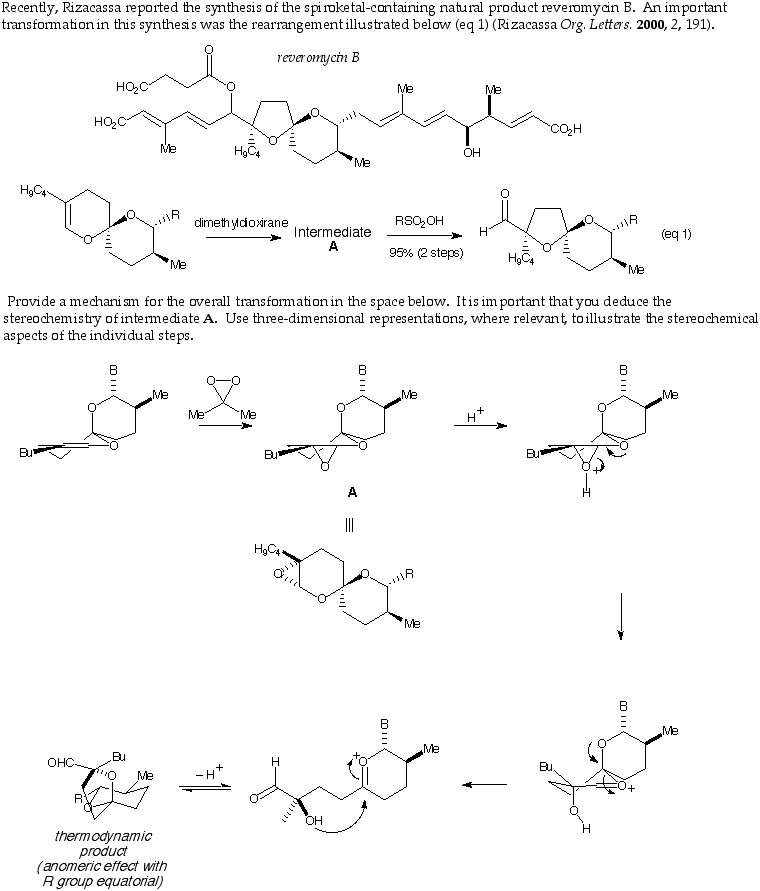 Recently, Rizacassa reported the synthesis of the spiroketal-containing natural product reveromycin B. An important
transformation in this synthesis was the rearrangement illustrated below (eq 1) (Rizacassa Org. Letters. 2000, 2, 191).
reveromycin B
O
HO₂C
O
Me
Me
HO₂C
O
O
CO₂H
Me
H₉C₄
Me
OH
H₉C₄
O
R
O
Me
dimethyldioxirane
Intermediate
A
RSO₂OH
95% (2 steps)
O
H
O
R
O
H₉C₄
Me
(eq 1)
Provide a mechanism for the overall transformation in the space below. It is important that you deduce the
stereochemistry of intermediate A. Use three-dimensional representations, where relevant, to illustrate the stereochemical
aspects of the individual steps.
B
Me
O
O
Bu
O O
Me Me
B
Me
O
O
Bu
O
A
H⁺
B
Me
O
O
Bu
O +
H
H₉C₄
O
O
R
O
Me
B
Me
O
Bu
O +
O
H
B
Me
+ O
H
O
OH
– H⁺
OHC
Bu
O
Me
R
O
thermodynamic
product
(anomeric effect with
R group equatorial)